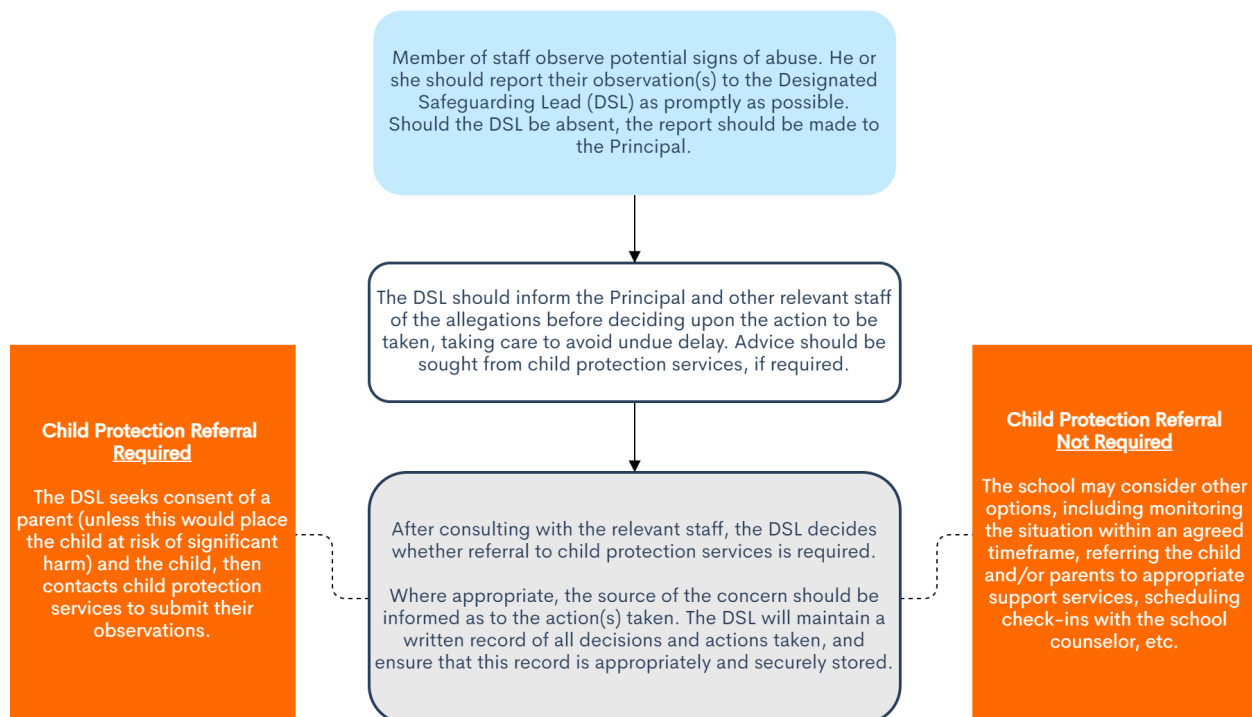 Member of staff observe potential signs of abuse. He or
she should report their observation(s) to the Designated
Safeguarding Lead (DSL) as promptly as possible.
Should the DSL be absent, the report should be made to
the Principal.
The DSL should inform the Principal and other relevant staff
of the allegations before deciding upon the action to be
taken, taking care to avoid undue delay. Advice should be
sought from child protection services, if required.
Child Protection Referral
Required
The DSL seeks consent of a
parent (unless this would place
the child at risk of significant
harm) and the child, then
contacts child protection
services to submit their
observations.
After consulting with the relevant staff, the DSL decides
whether referral to child protection services is required.
Where appropriate, the source of the concern should be
informed as to the action(s) taken. The DSL will maintain a
written record of all decisions and actions taken, and
ensure that this record is appropriately and securely stored.
Child Protection Referral
Not Required
The school may consider other
options, including monitoring
the situation within an agreed
timeframe, referring the child
and/or parents to appropriate
support services, scheduling
check-ins with the school
counselor, etc.